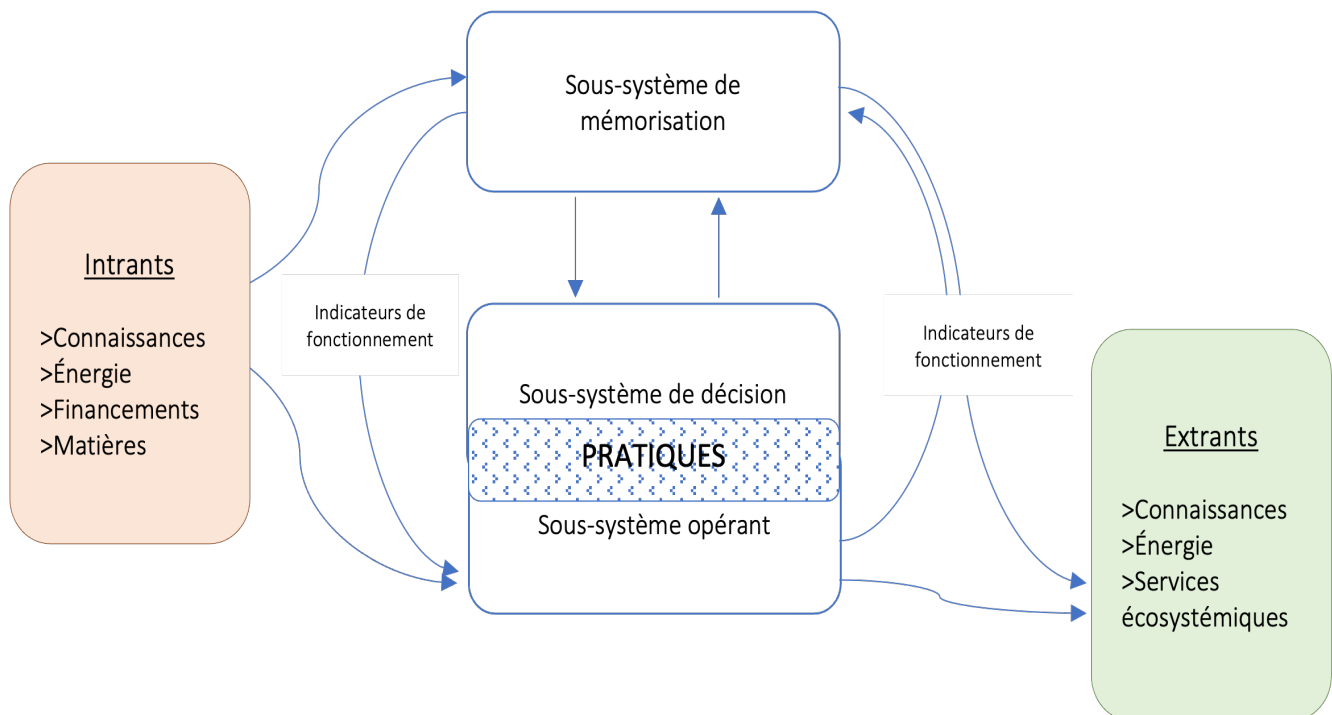 Sous-système de
mémorisation
Intrants
>Connaissances
>Énergie
>Financements
>Matières
Indicateurs de
fonctionnement
Sous-système de décision
PRATIQUES
Sous-système opérant
Indicateurs de
fonctionnement
Extrants
>Connaissances
>Énergie
>Services
écosystémiques